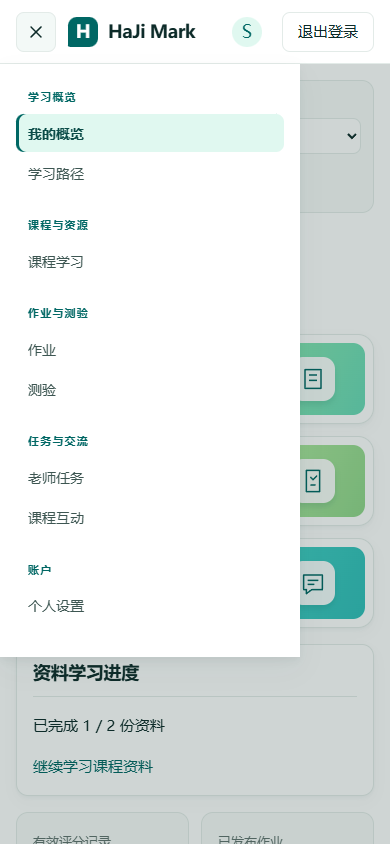 H HaJi Mark S 退出登录
学习概览
我的概览
学习路径
课程与资源
课程学习
作业与测验
作业
测验
任务与交流
老师任务
课程互动
账户
个人设置
资料学习进度
已完成 1 / 2 份资料
继续学习课程资料
有效评分记录 已发布作业